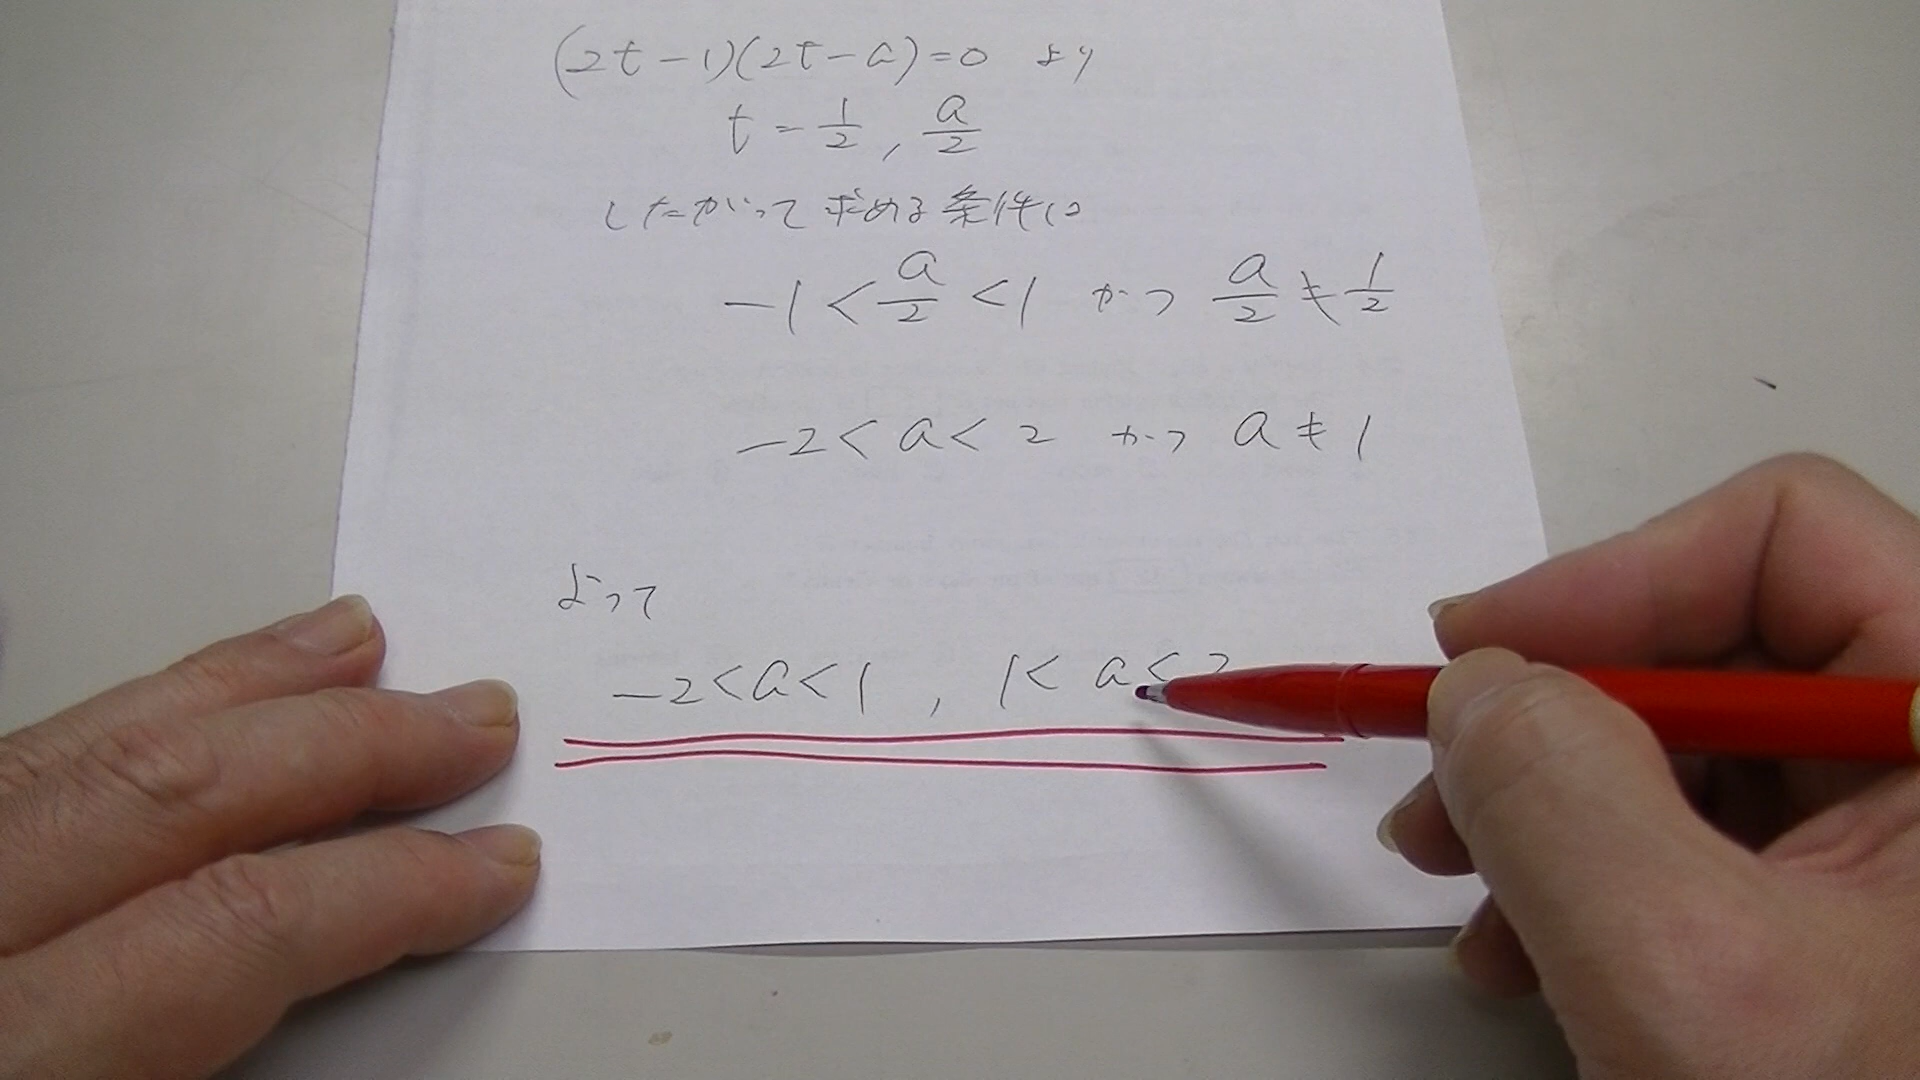 (2t-1)(2t-a)=0 より
t=1/2, a/2
したがって求める条件は
-1<a/2<1 かつ a/2≠1/2
-2<a<2 かつ a≠1
よって
-2<a<1, 1<a<2